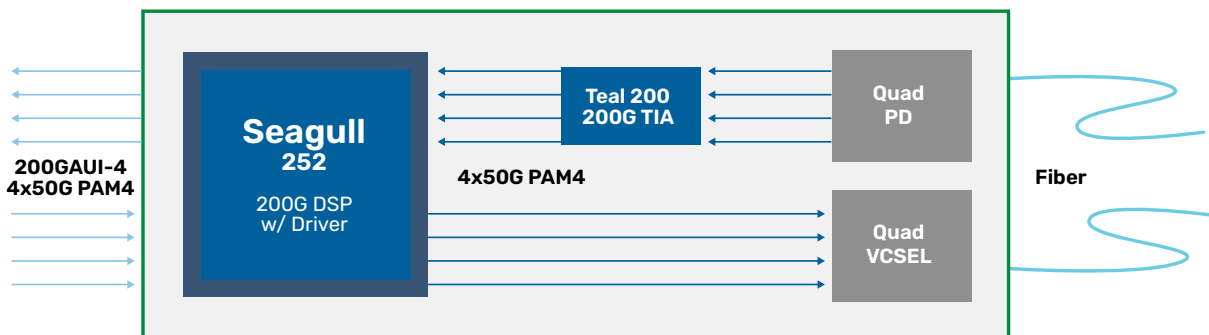 200GAUI-4
4x50G PAM4
Seagull
252
200G DSP
w/ Driver
Teal 200
200G TIA
4x50G PAM4
Quad
PD
Quad
VCSEL
Fiber